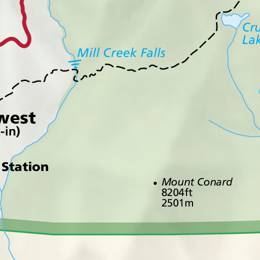 Mill Creek Falls
Cru
Lak
west
-in)
Station
Mount Conard
8204ft
2501m